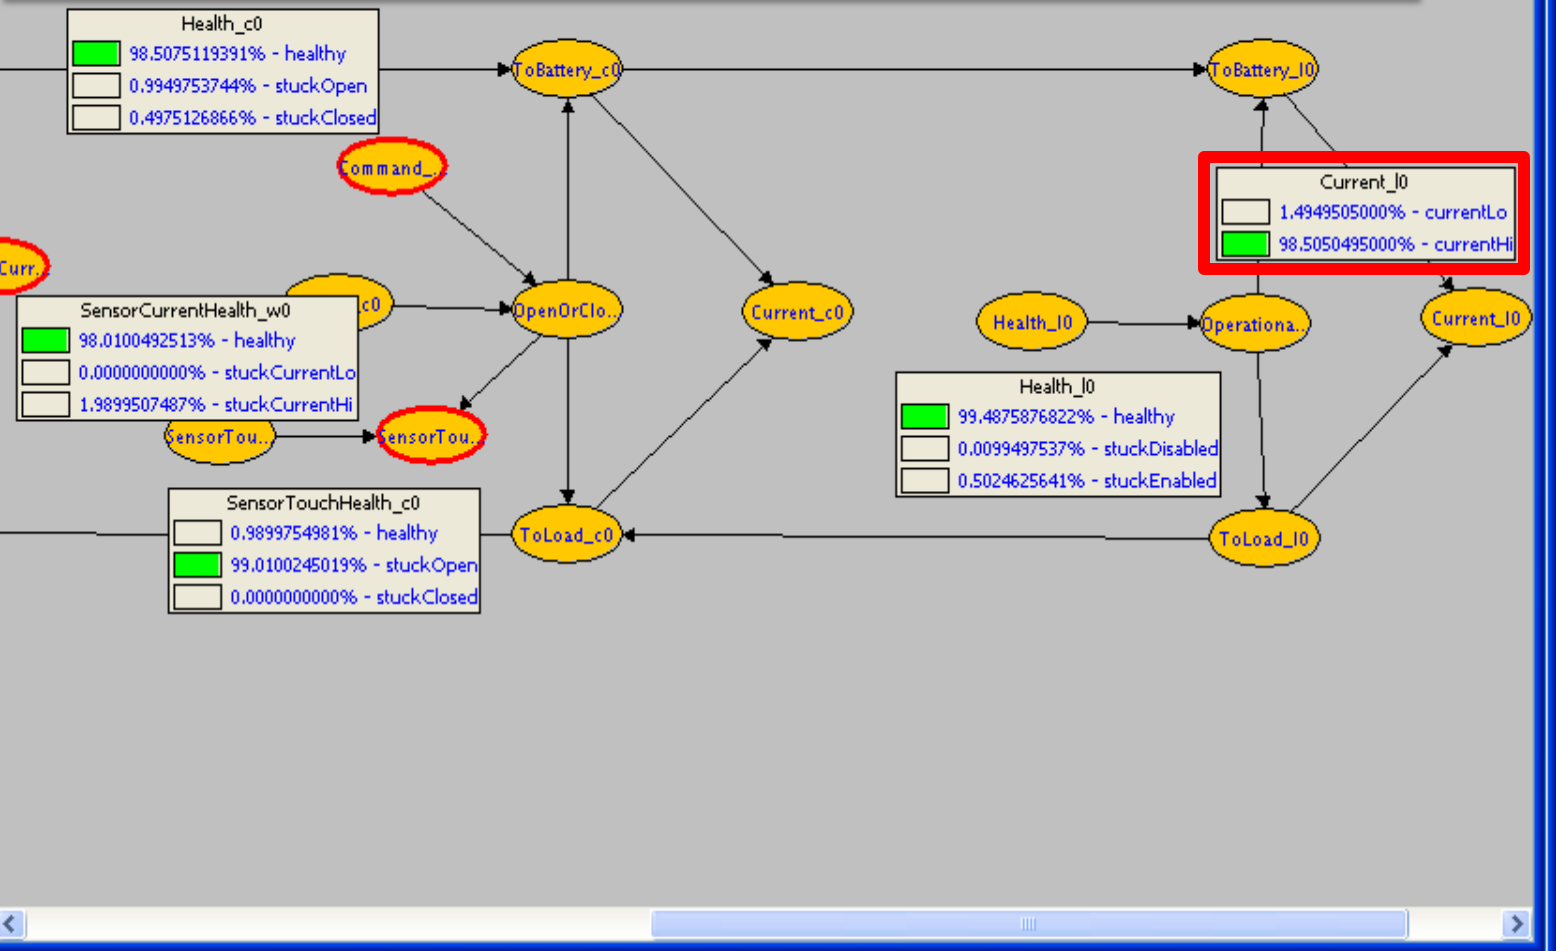 Health_c0
98.5075119391% - healthy
0.9949753744% - stuckOpen
0.4975126866% - stuckClosed
ToBattery_c0
ToBattery_l0
Command_..
Current_l0
1.4949505000% - currentLo
98.5050495000% - currentHi
Curr..
_c0
SensorCurrentHealth_w0
98.0100492513% - healthy
0.0000000000% - stuckCurrentLo
1.9899507487% - stuckCurrentHi
OpenOrClo..
Current_c0
Health_l0
Operationa..
Current_l0
Health_l0
99.4875876822% - healthy
0.0099497537% - stuckDisabled
0.5024625641% - stuckEnabled
SensorTou..
SensorTou..
SensorTouchHealth_c0
0.9899754981% - healthy
99.0100245019% - stuckOpen
0.0000000000% - stuckClosed
ToLoad_c0
ToLoad_l0